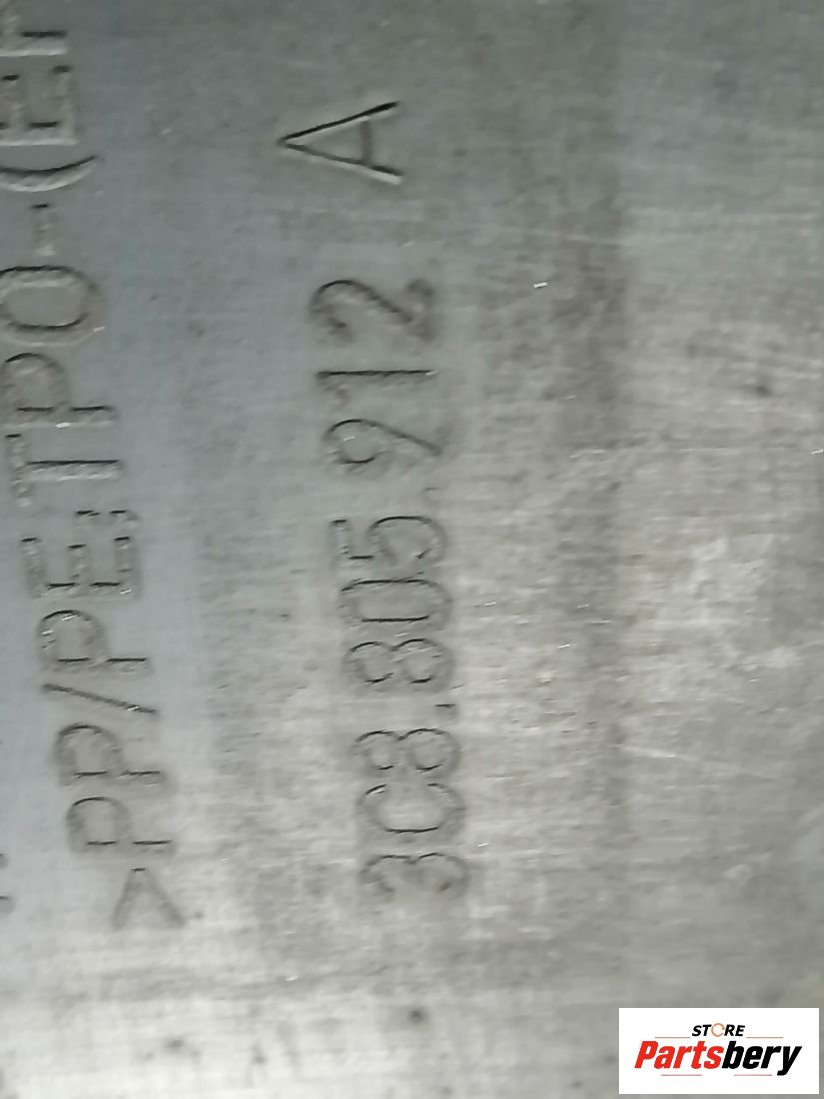 >PP/PE;TPO-(E
3C8.805.912 A
STORE
Partsbery